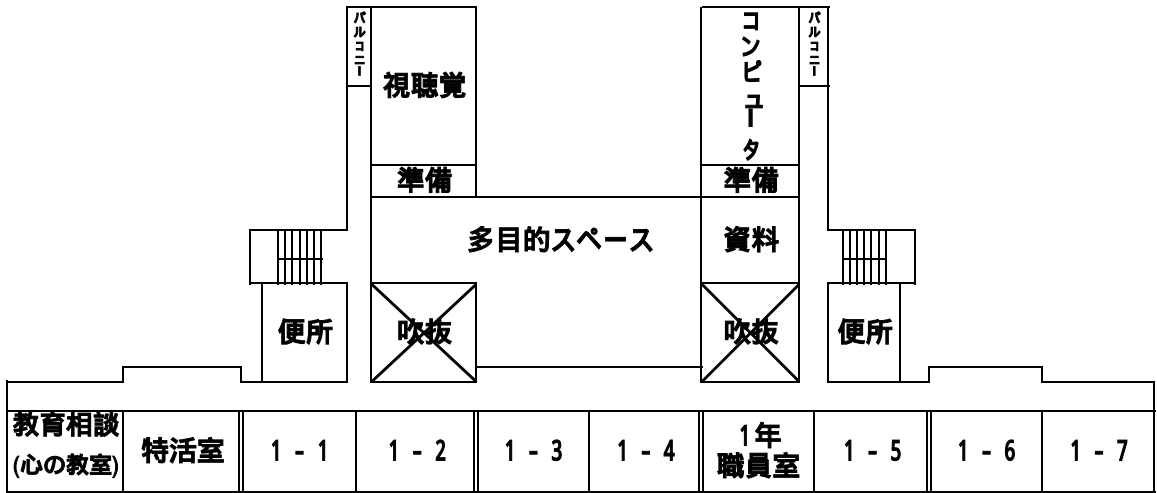 バルコニー
視聴覚
コンピュータ
バルコニー
準備
準備
多目的スペース
資料
便所
吹抜
吹抜
便所
教育相談
(心の教室)
特活室
1－1
1－2
1－3
1－4
1年
職員室
1－5
1－6
1－7